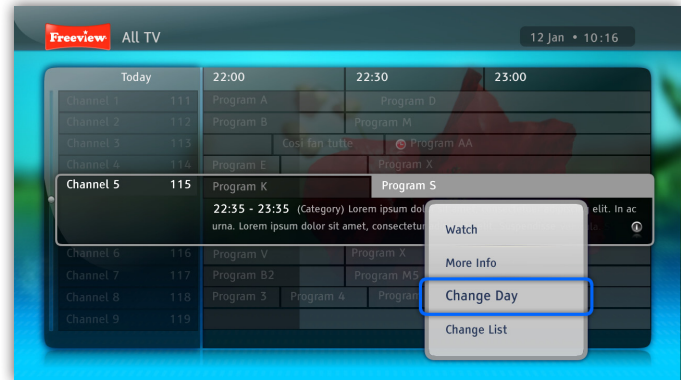 Freeview All TV 12 Jan • 10:16
Today 22:00 22:30 23:00
Channel 1 111 Program A Program D
Channel 2 112 Program B Program M
Channel 3 113 Cosi fan tutte Program AA
Channel 4 114 Program E Program X
Channel 5 115 Program K Program S
22:35 - 23:35 (Category) Lorem ipsum dol elit. In ac
urna. Lorem ipsum dolor sit amet, consectetur
Channel 6 116 Program V Program X
Channel 7 117 Program B2 Program M5
Channel 8 118 Program 3 Program 4 Program
Channel 9 119
Watch
More Info
Change Day
Change List